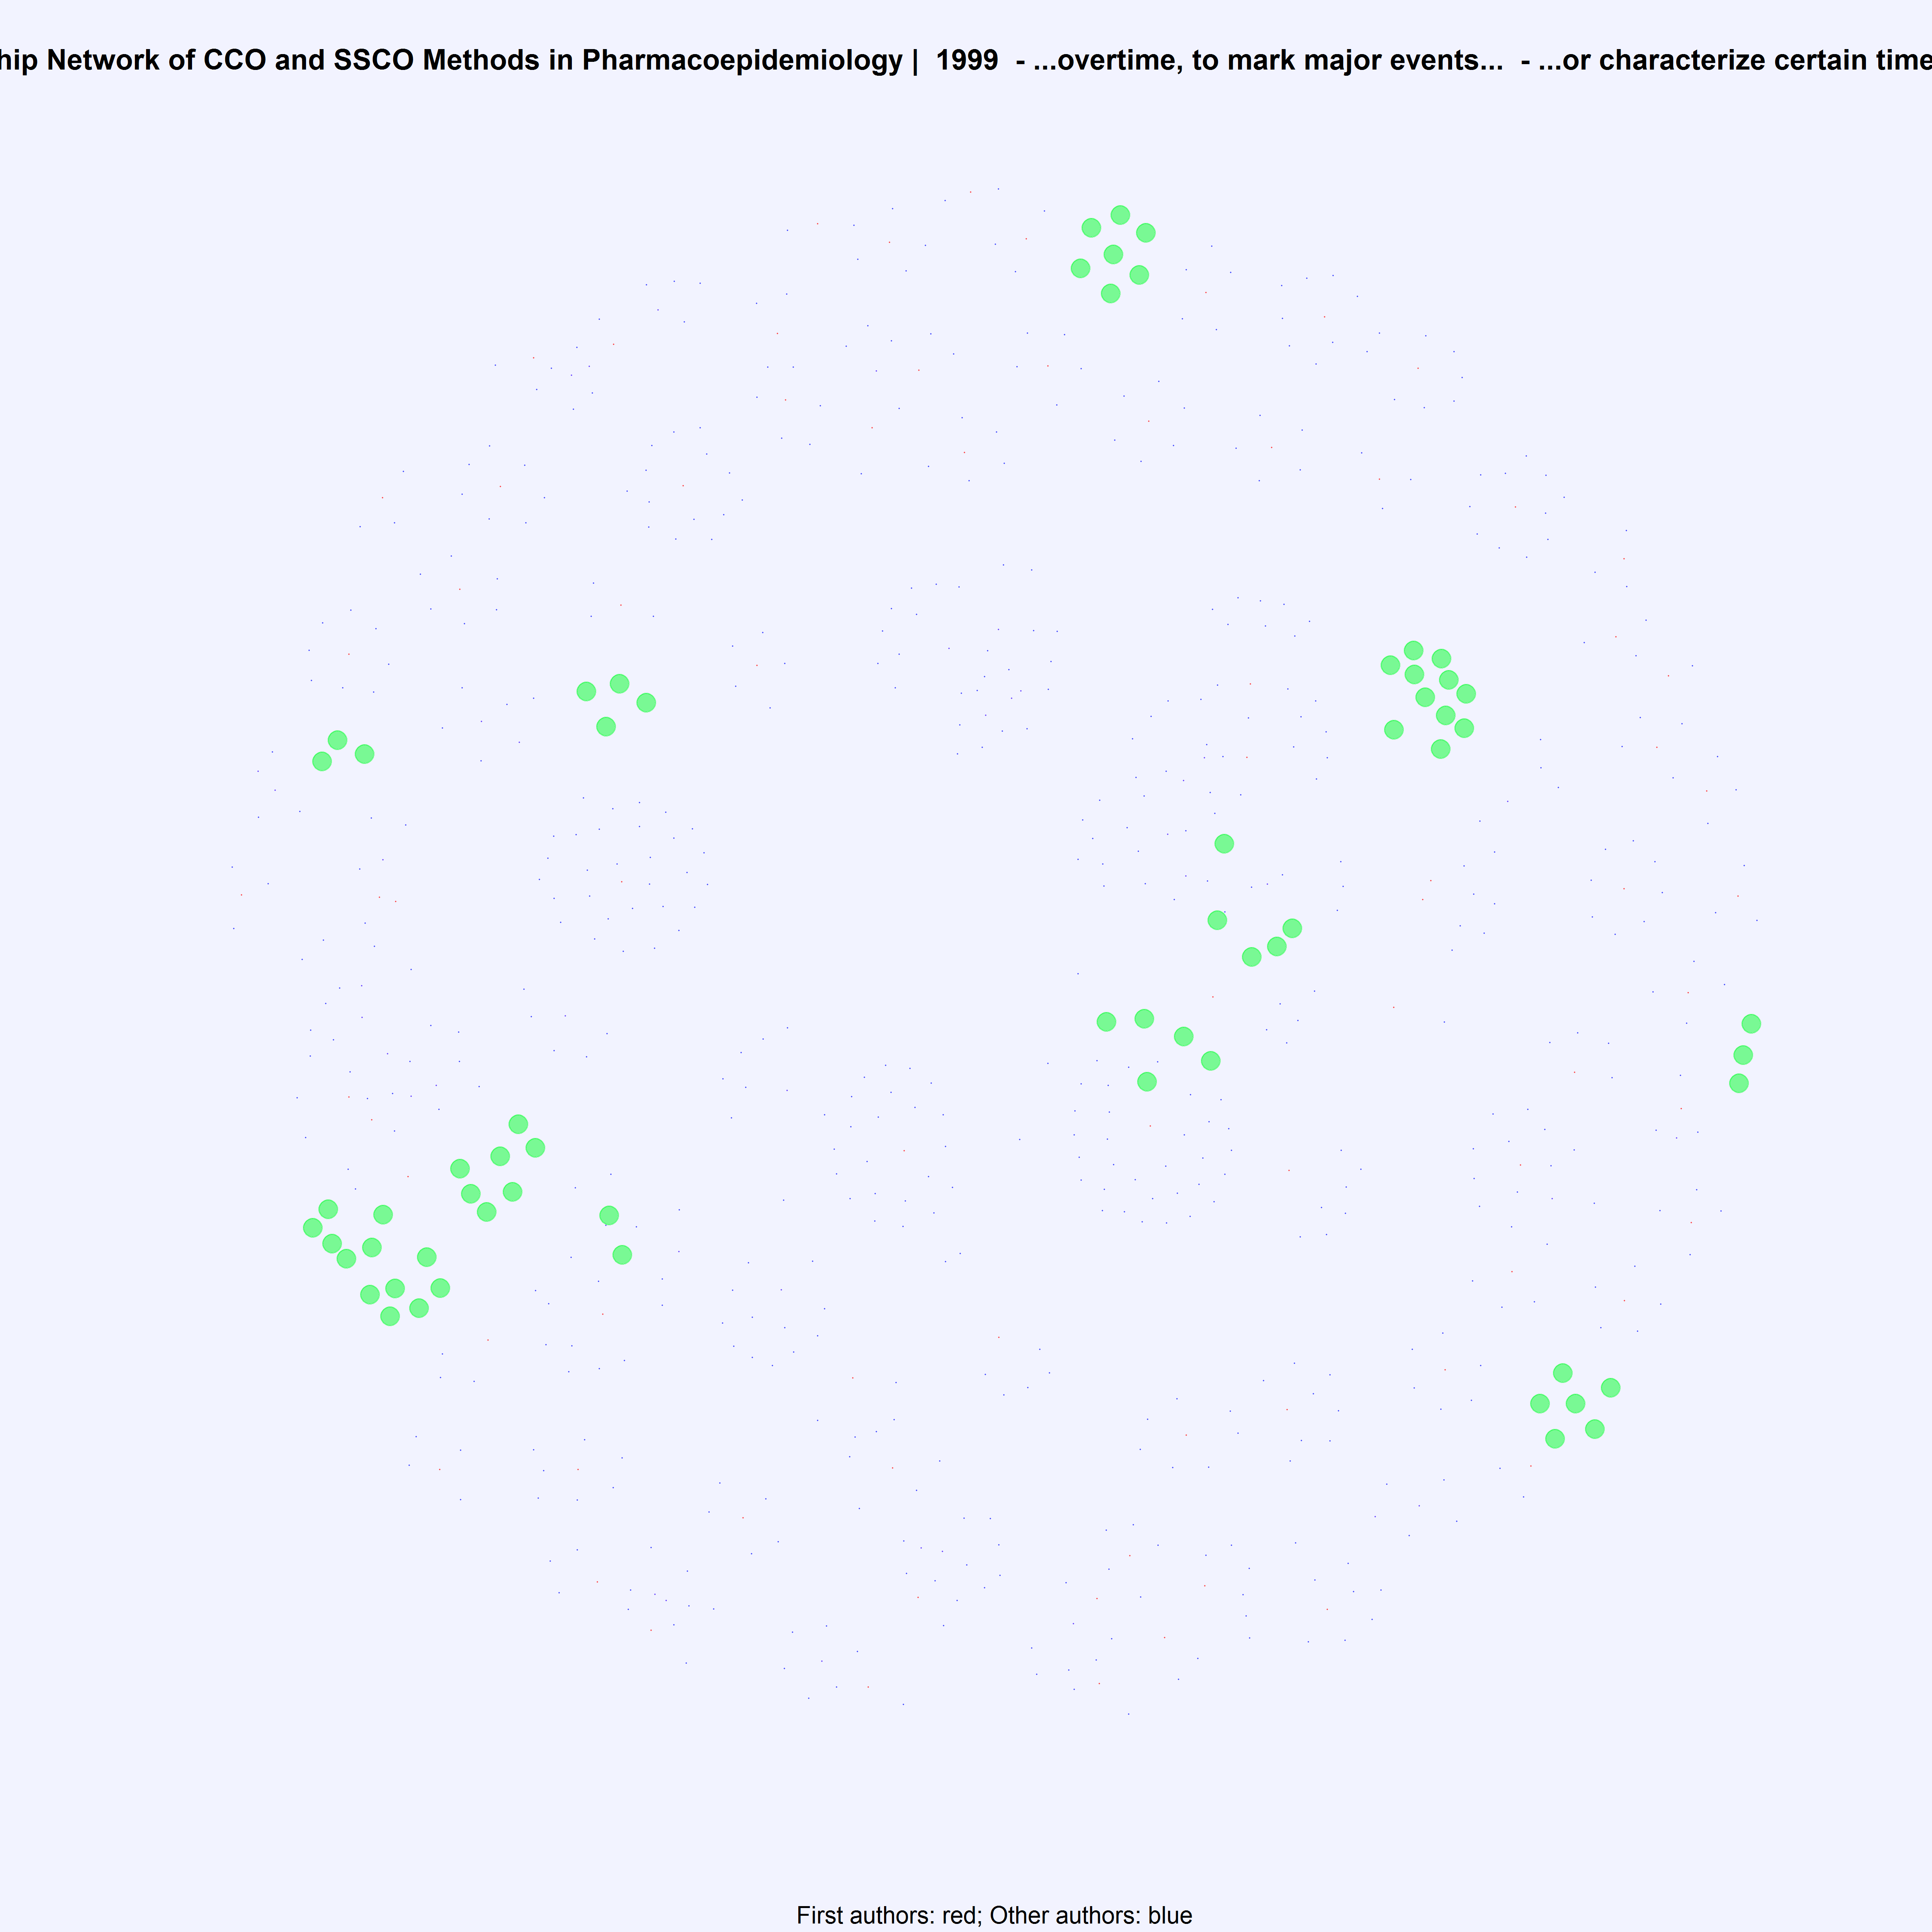 hip Network of CCO and SSCO Methods in Pharmacoepidemiology | 1999 - ...overtime, to mark major events... - ...or characterize certain time
First authors: red; Other authors: blue